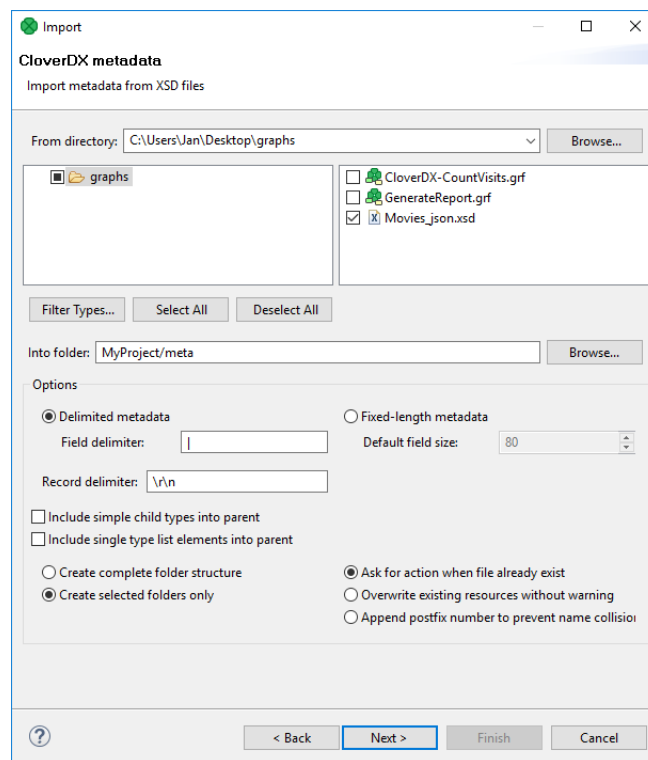 Import
CloverDX metadata
Import metadata from XSD files
From directory: C:\Users\Jan\Desktop\graphs Browse...
graphs
CloverDX-CountVisits.grf
GenerateReport.grf
Movies_json.xsd
Filter Types... Select All Deselect All
Into folder: MyProject/meta Browse...
Options
Delimited metadata Fixed-length metadata
Field delimiter: | Default field size: 80
Record delimiter: \r\n
Include simple child types into parent
Include single type list elements into parent
Create complete folder structure Ask for action when file already exist
Create selected folders only Overwrite existing resources without warning
Append postfix number to prevent name collision
? < Back Next > Finish Cancel